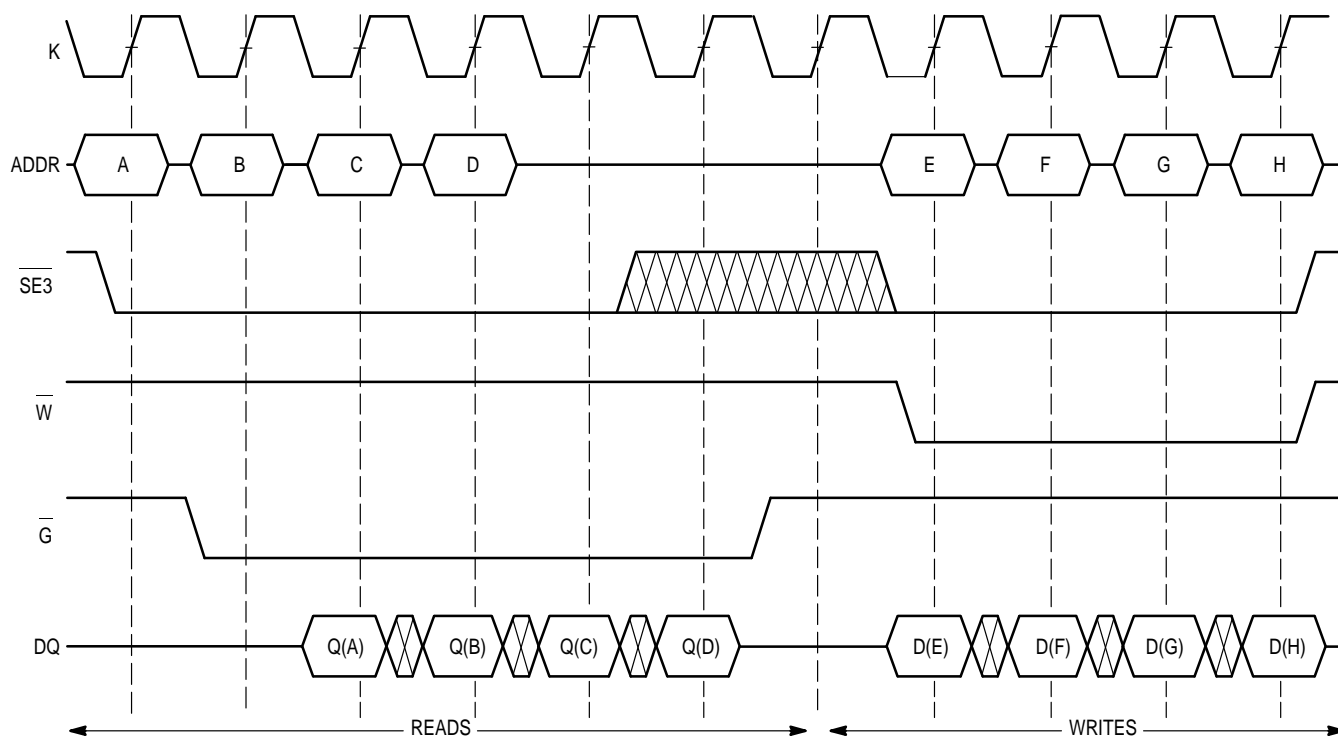 K
ADDR A B C D E F G H
SE3
W
G
DQ Q(A) Q(B) Q(C) Q(D) D(E) D(F) D(G) D(H)
READS WRITES